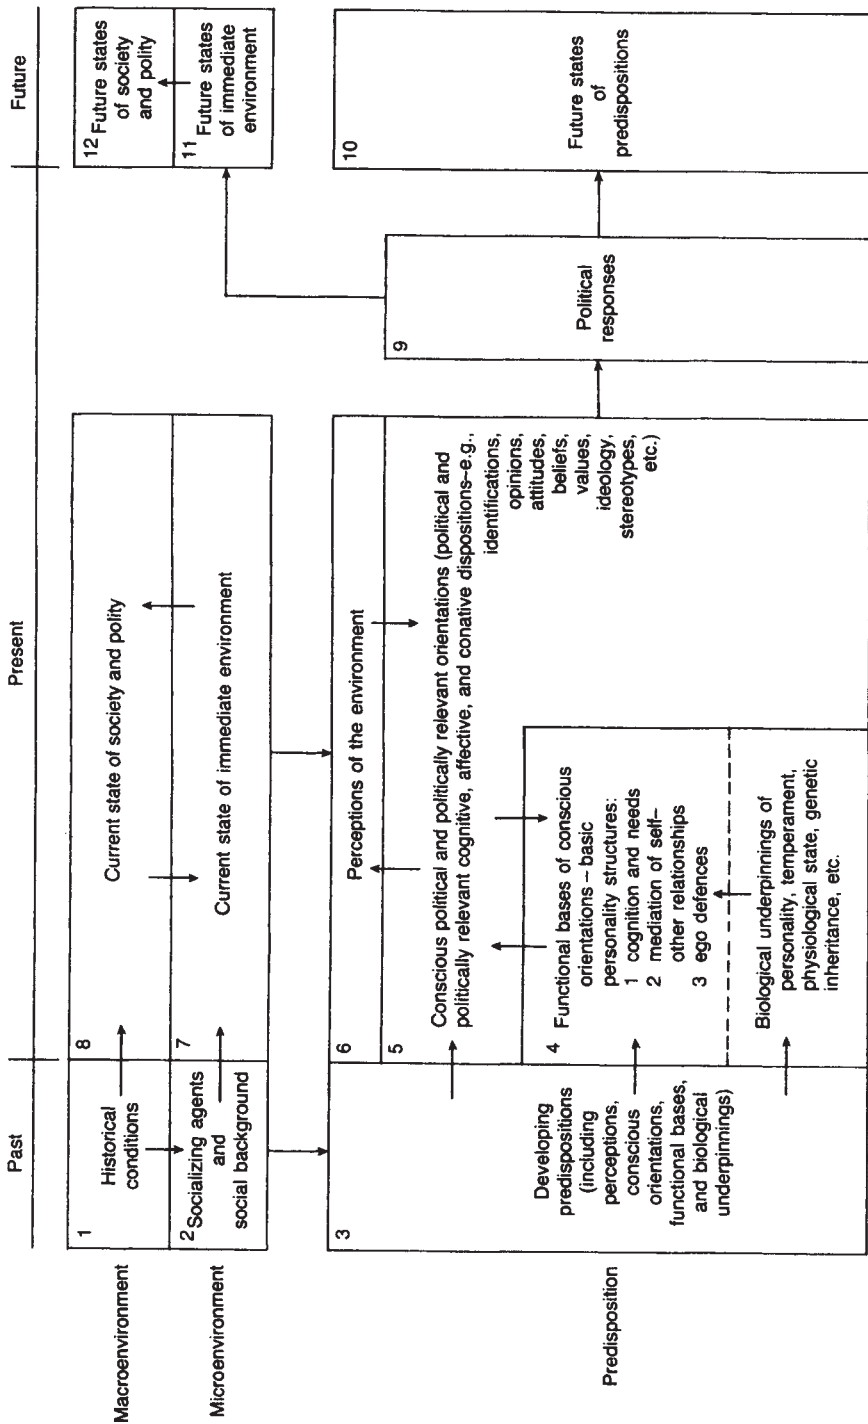 Past
Present
Future
Macroenvironment
1
Historical
conditions
8
Current state of society and polity
12
Future states
of society
and polity
Microenvironment
2
Socializing agents
and
social background
7
Current state of immediate environment
11
Future states
of immediate
environment
Predisposition
3
Developing
predispositions
(including
perceptions,
conscious
orientations,
functional bases,
and biological
underpinnings)
6
Perceptions of the environment
5
Conscious political and politically relevant orientations (political and
politically relevant cognitive, affective, and conative dispositions–e.g.,
identifications,
opinions,
attitudes,
beliefs,
values,
ideology,
stereotypes,
etc.)
4
Functional bases of conscious
orientations – basic
personality structures:
1 cognition and needs
2 mediation of self–
other relationships
3 ego defences
Biological underpinnings of
personality, temperament,
physiological state, genetic
inheritance, etc.
9
Political
responses
10
Future states
of
predispositions